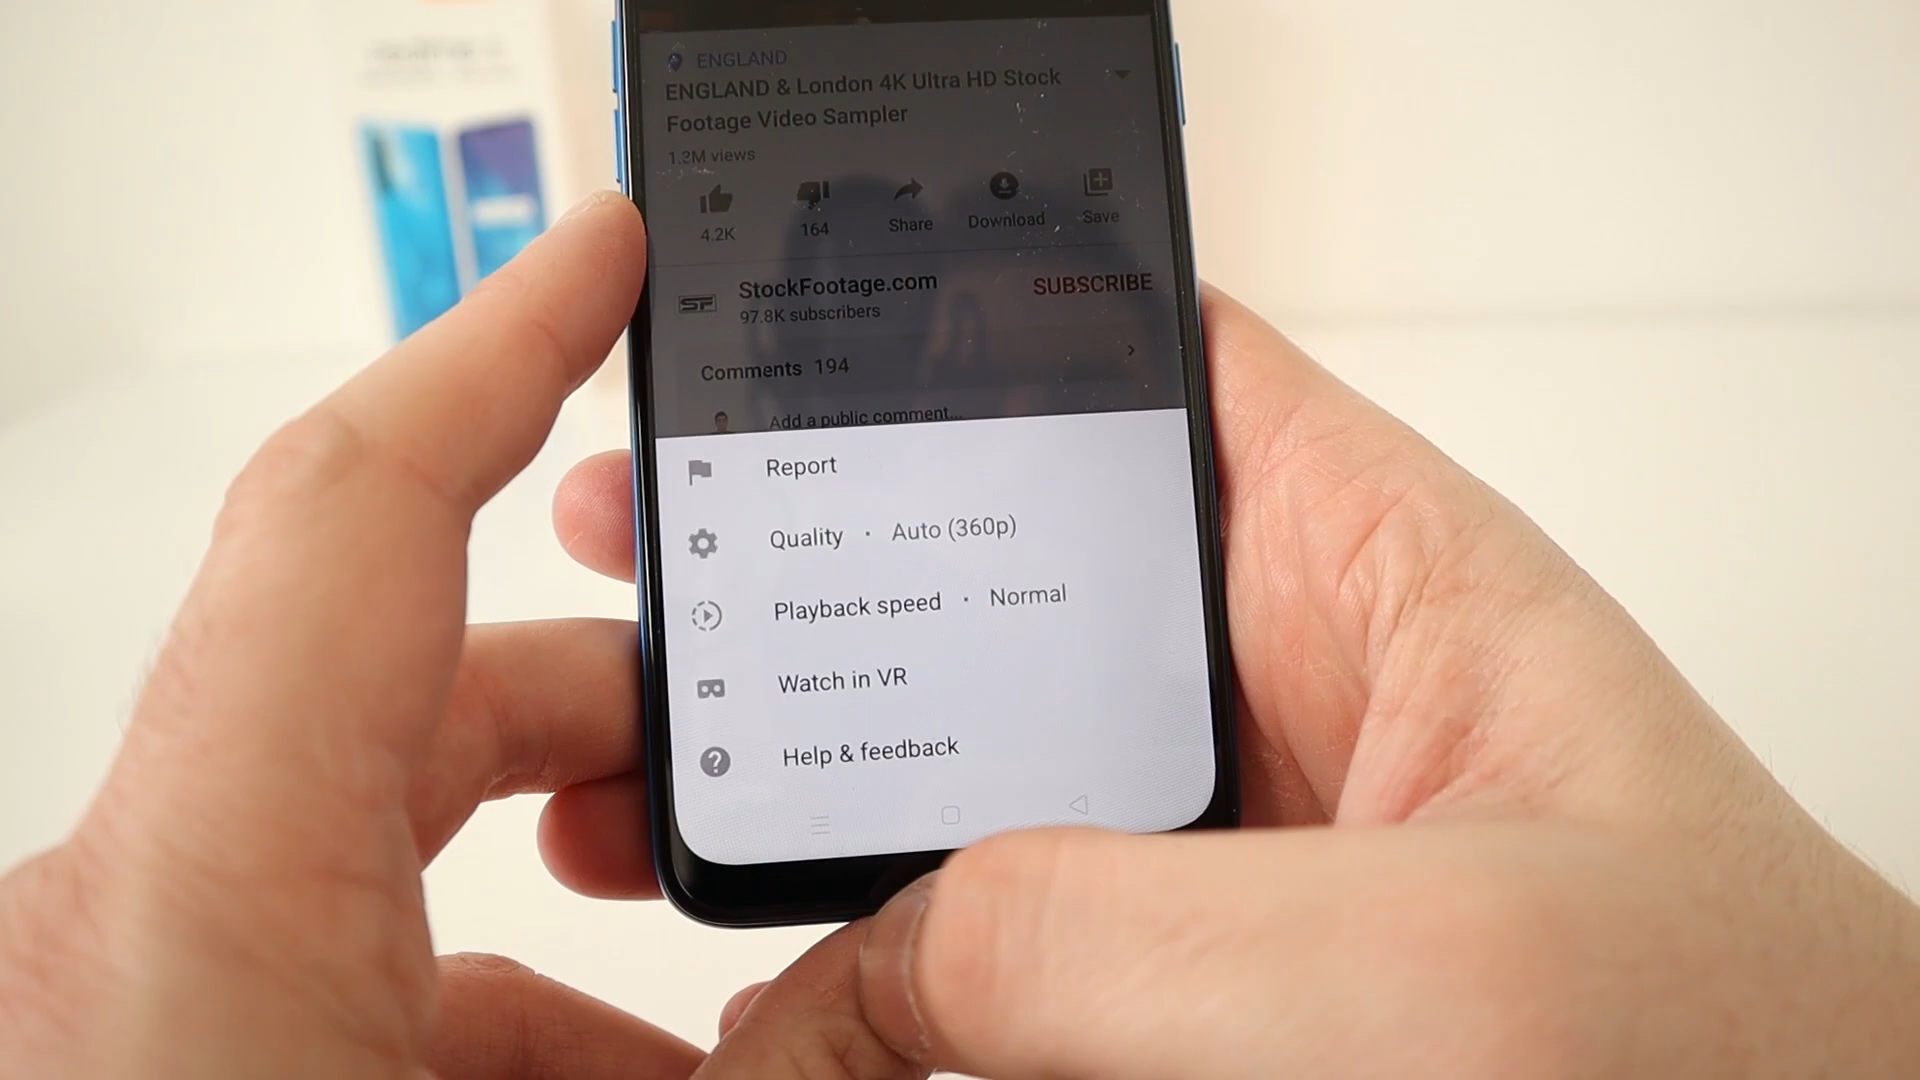 ENGLAND
ENGLAND & London 4K Ultra HD Stock
Footage Video Sampler
1.3M views
4.2K
164
Share
Download
Save
SF
StockFootage.com
97.8K subscribers
SUBSCRIBE
Comments 194
Add a public comment...
Report
Quality · Auto (360p)
Playback speed · Normal
Watch in VR
Help & feedback